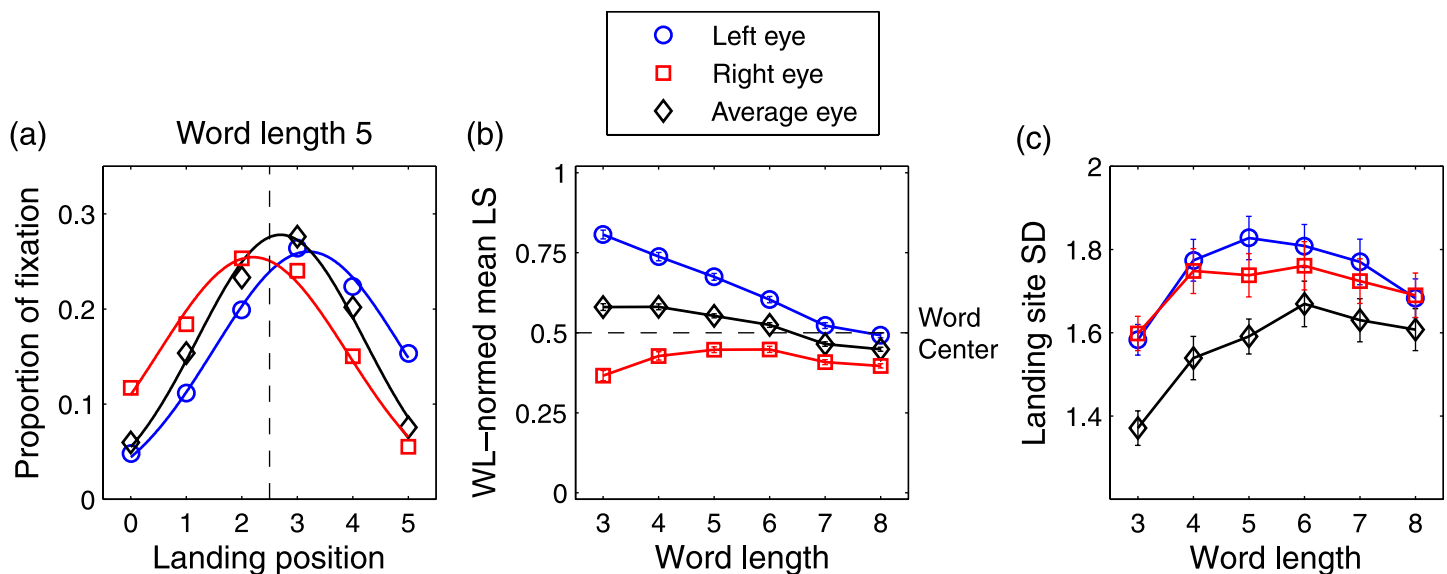 Left eye
Right eye
Average eye
(a)
Word length 5
Proportion of fixation
0.3
0.2
0.1
0
0 1 2 3 4 5
Landing position
(b)
WL−normed mean LS
1
0.75
0.5
0.25
0
3 4 5 6 7 8
Word length
Word
Center
(c)
Landing site SD
2
1.8
1.6
1.4
3 4 5 6 7 8
Word length